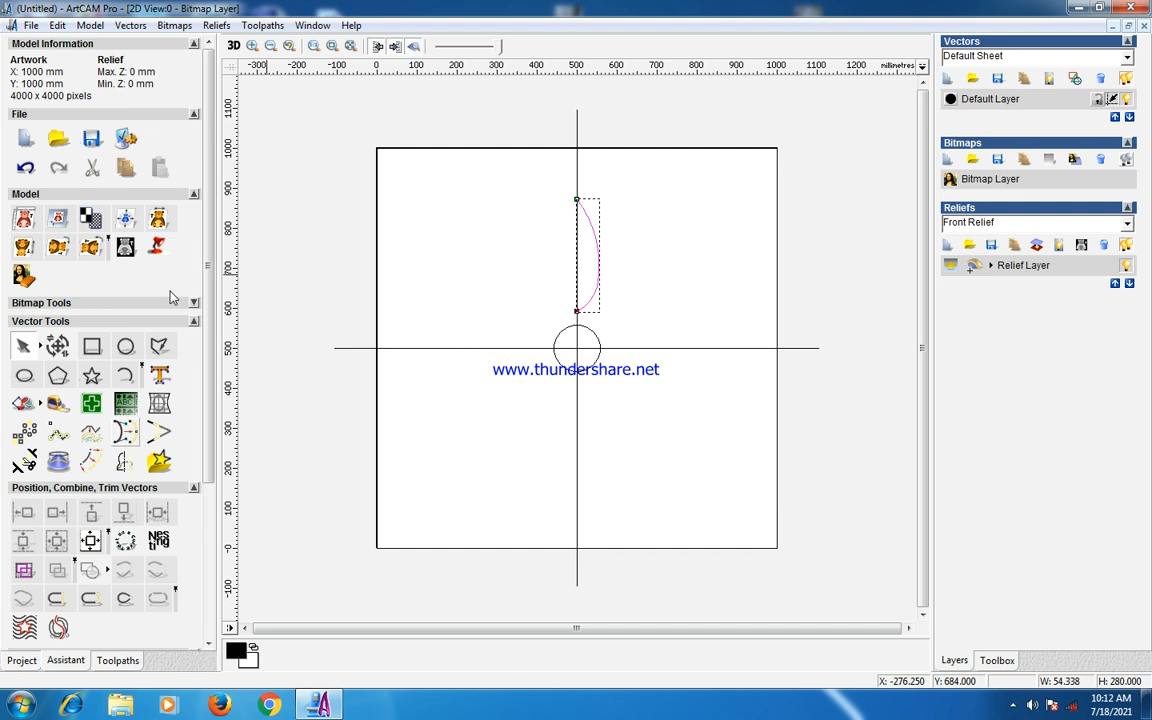 (Untitled) - ArtCAM Pro - [2D View:0 - Bitmap Layer]
File Edit Model Vectors Bitmaps Reliefs Toolpaths Window Help
Model Information
Artwork Relief
X: 1000 mm Max. Z: 0 mm
Y: 1000 mm Min. Z: 0 mm
4000 x 4000 pixels
File
Model
Bitmap Tools
Vector Tools
ABC
Position, Combine, Trim Vectors
Nes
ting
Project Assistant Toolpaths
3D
-300 -200 -100 0 100 200 300 400 500 600 700 800 900 1000 1100 1200 millimetres
1100
1000
900
800
700
600
500
400
300
200
100
-0
-100
www.thundershare.net
Vectors
Default Sheet
Default Layer
Bitmaps
Bitmap Layer
Reliefs
Front Relief
Relief Layer
Layers Toolbox
X: -276.250 Y: 684.000 W: 54.338 H: 280.000
10:12 AM
7/18/2021